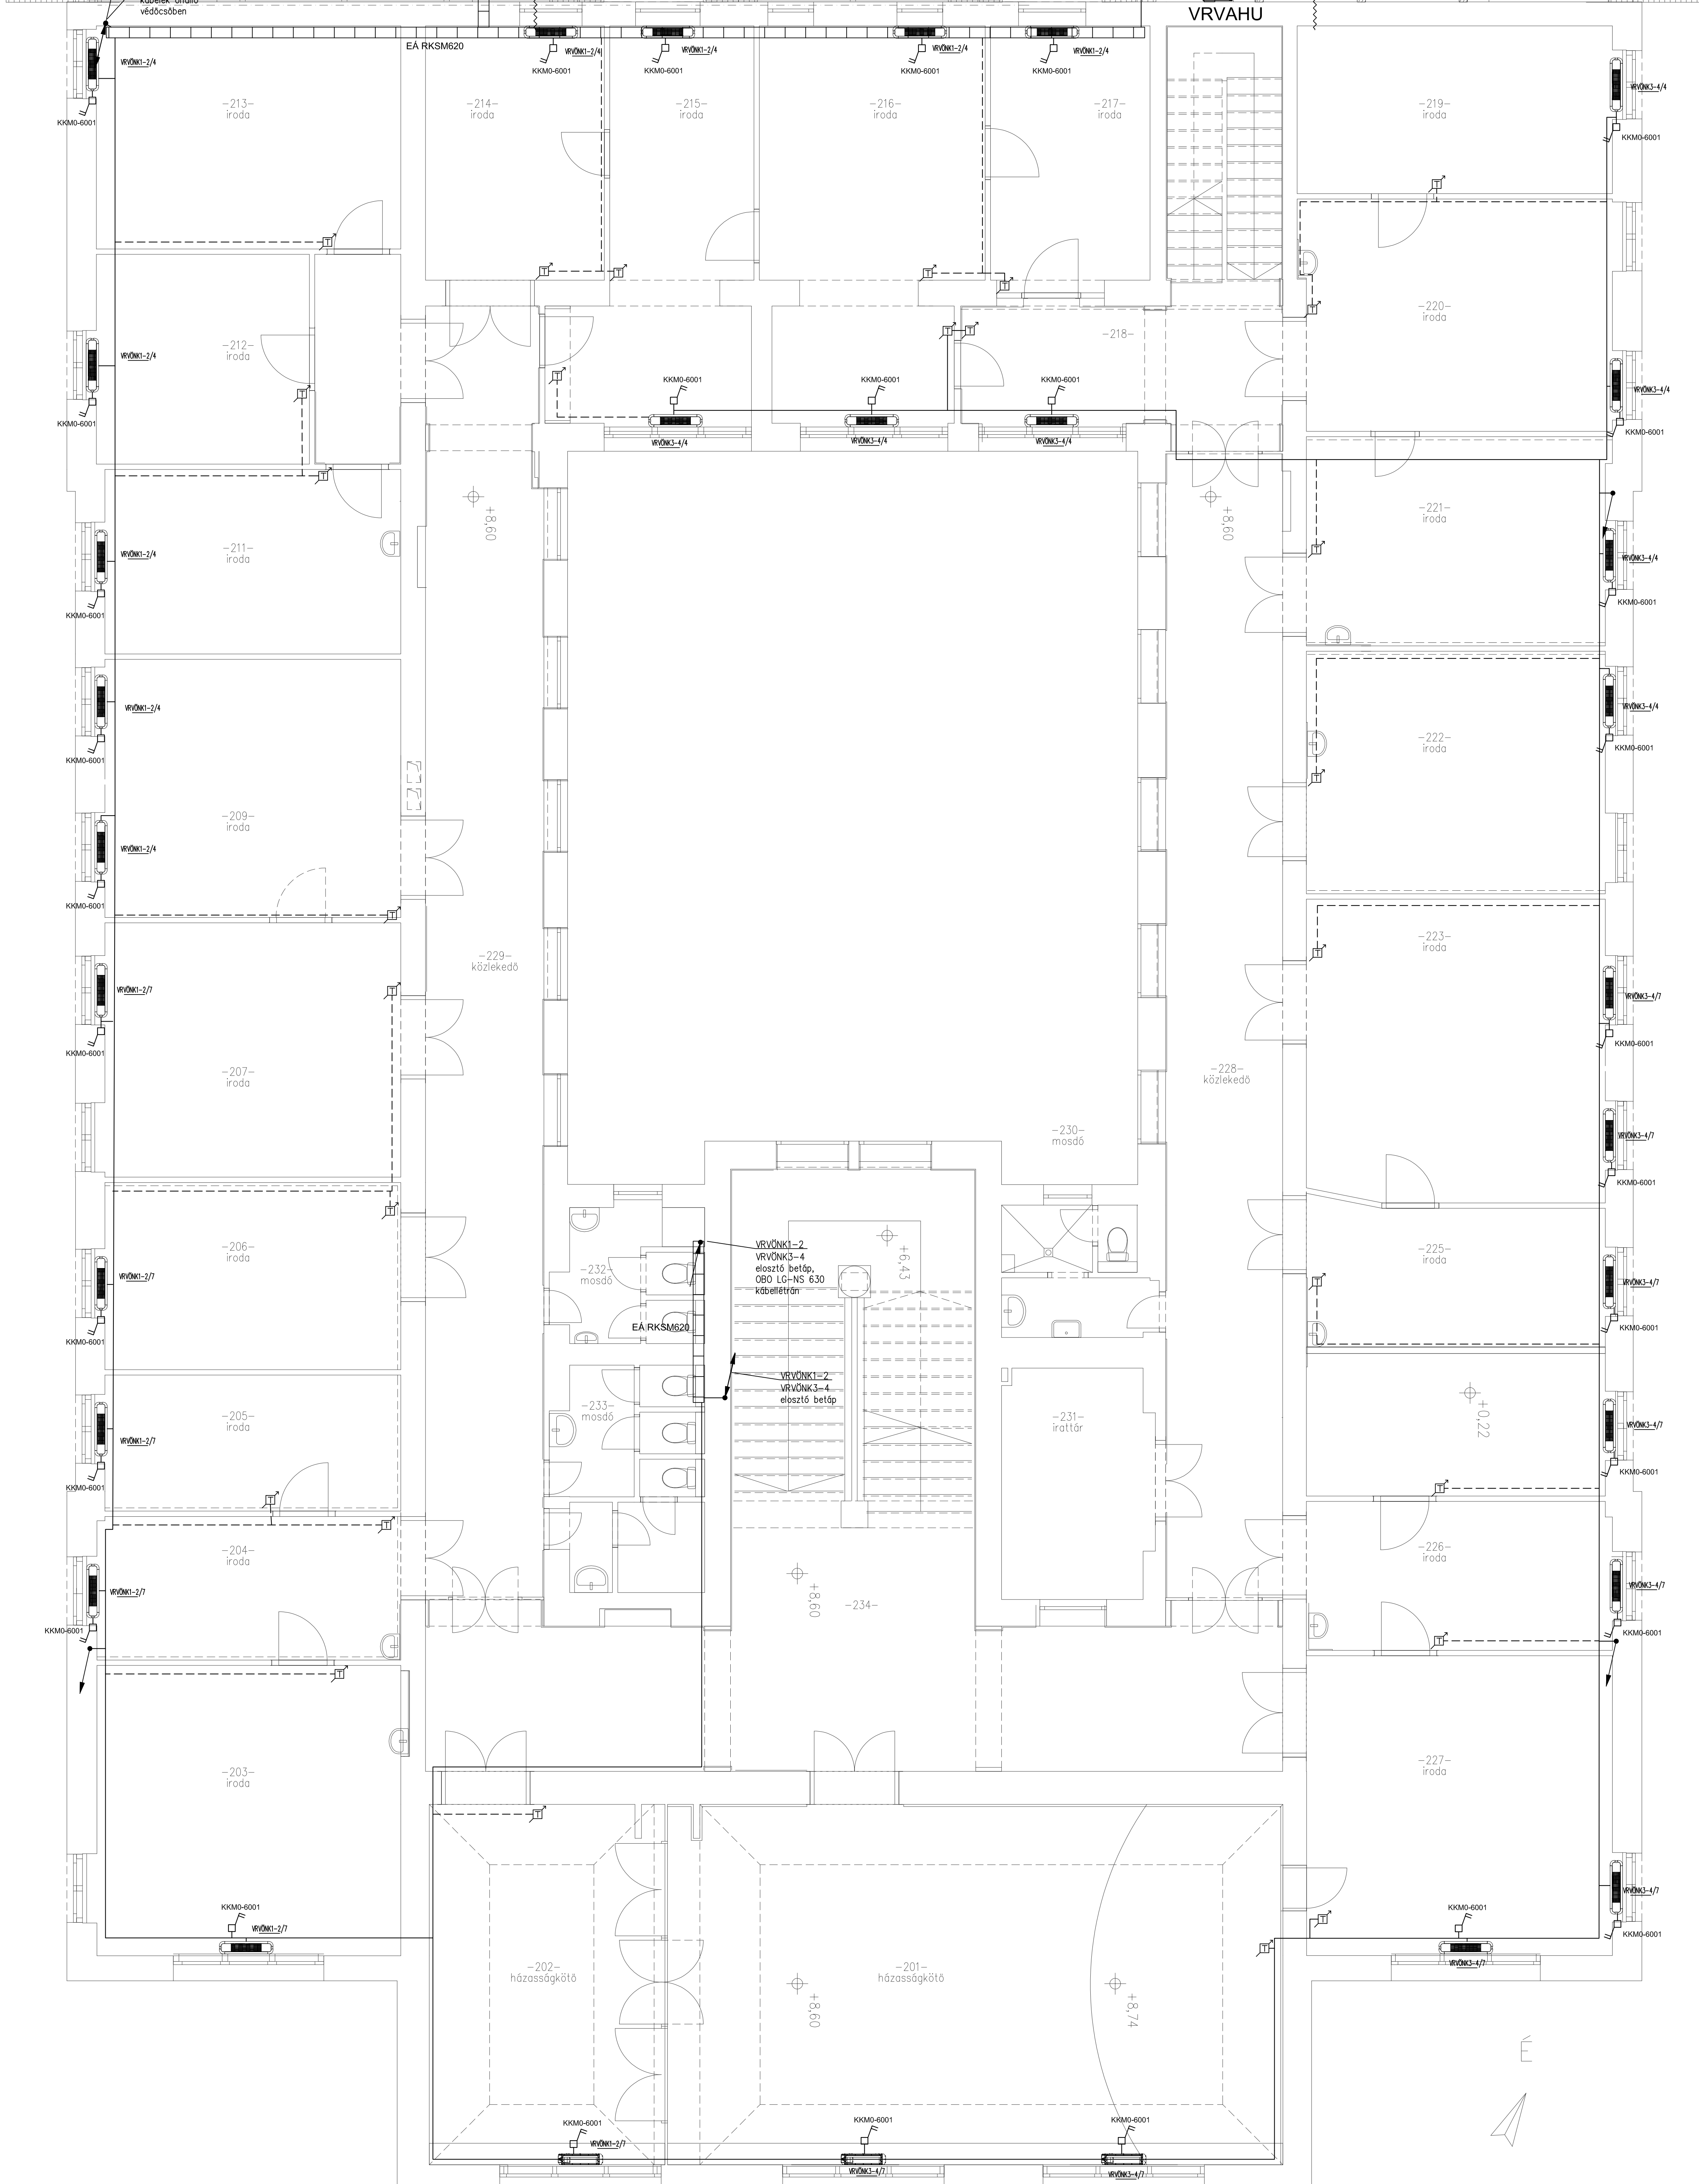 kábelek önálló
védőcsőben
VRVAHU
EÁ RKSM620
VRVÖNK1-2/4
VRVÖNK1-2/4
VRVÖNK1-2/4
VRVÖNK1-2/4
VRVÖNK1-2/4
KKM0-6001
KKM0-6001
KKM0-6001
KKM0-6001
KKM0-6001
VRVÖNK3-4/4
KKM0-6001
-213-
iroda
-214-
iroda
-215-
iroda
-216-
iroda
-217-
iroda
-219-
iroda
-212-
iroda
VRVÖNK1-2/4
KKM0-6001
-218-
-220-
iroda
VRVÖNK3-4/4
KKM0-6001
KKM0-6001
KKM0-6001
KKM0-6001
VRVÖNK3-4/4
VRVÖNK3-4/4
VRVÖNK3-4/4
+8,60
+8,60
-211-
iroda
VRVÖNK1-2/4
KKM0-6001
-221-
iroda
VRVÖNK3-4/4
KKM0-6001
VRVÖNK1-2/4
KKM0-6001
-222-
iroda
VRVÖNK3-4/4
KKM0-6001
-209-
iroda
VRVÖNK1-2/4
KKM0-6001
-229-
közlekedő
-223-
iroda
VRVÖNK1-2/7
KKM0-6001
VRVÖNK3-4/7
KKM0-6001
-207-
iroda
-228-
közlekedő
-230-
mosdó
VRVÖNK3-4/7
KKM0-6001
-206-
iroda
VRVÖNK1-2/7
KKM0-6001
-232-
mosdó
VRVÖNK1-2
VRVÖNK3-4
elosztó betáp,
OBO LG-NS 630
kábellétrán
+6,43
EÁ RKSM620
-225-
iroda
VRVÖNK3-4/7
KKM0-6001
VRVÖNK1-2
VRVÖNK3-4
elosztó betáp
-205-
iroda
VRVÖNK1-2/7
KKM0-6001
-233-
mosdó
-231-
irattár
+0,22
VRVÖNK3-4/7
KKM0-6001
-204-
iroda
VRVÖNK1-2/7
KKM0-6001
+8,60
-234-
-226-
iroda
VRVÖNK3-4/7
KKM0-6001
-203-
iroda
-227-
iroda
KKM0-6001
VRVÖNK1-2/7
KKM0-6001
VRVÖNK3-4/7
VRVÖNK3-4/7
KKM0-6001
-202-
házasságkötő
-201-
házasságkötő
+8,60
+8,74
É
KKM0-6001
VRVÖNK1-2/7
KKM0-6001
VRVÖNK3-4/7
KKM0-6001
VRVÖNK3-4/7